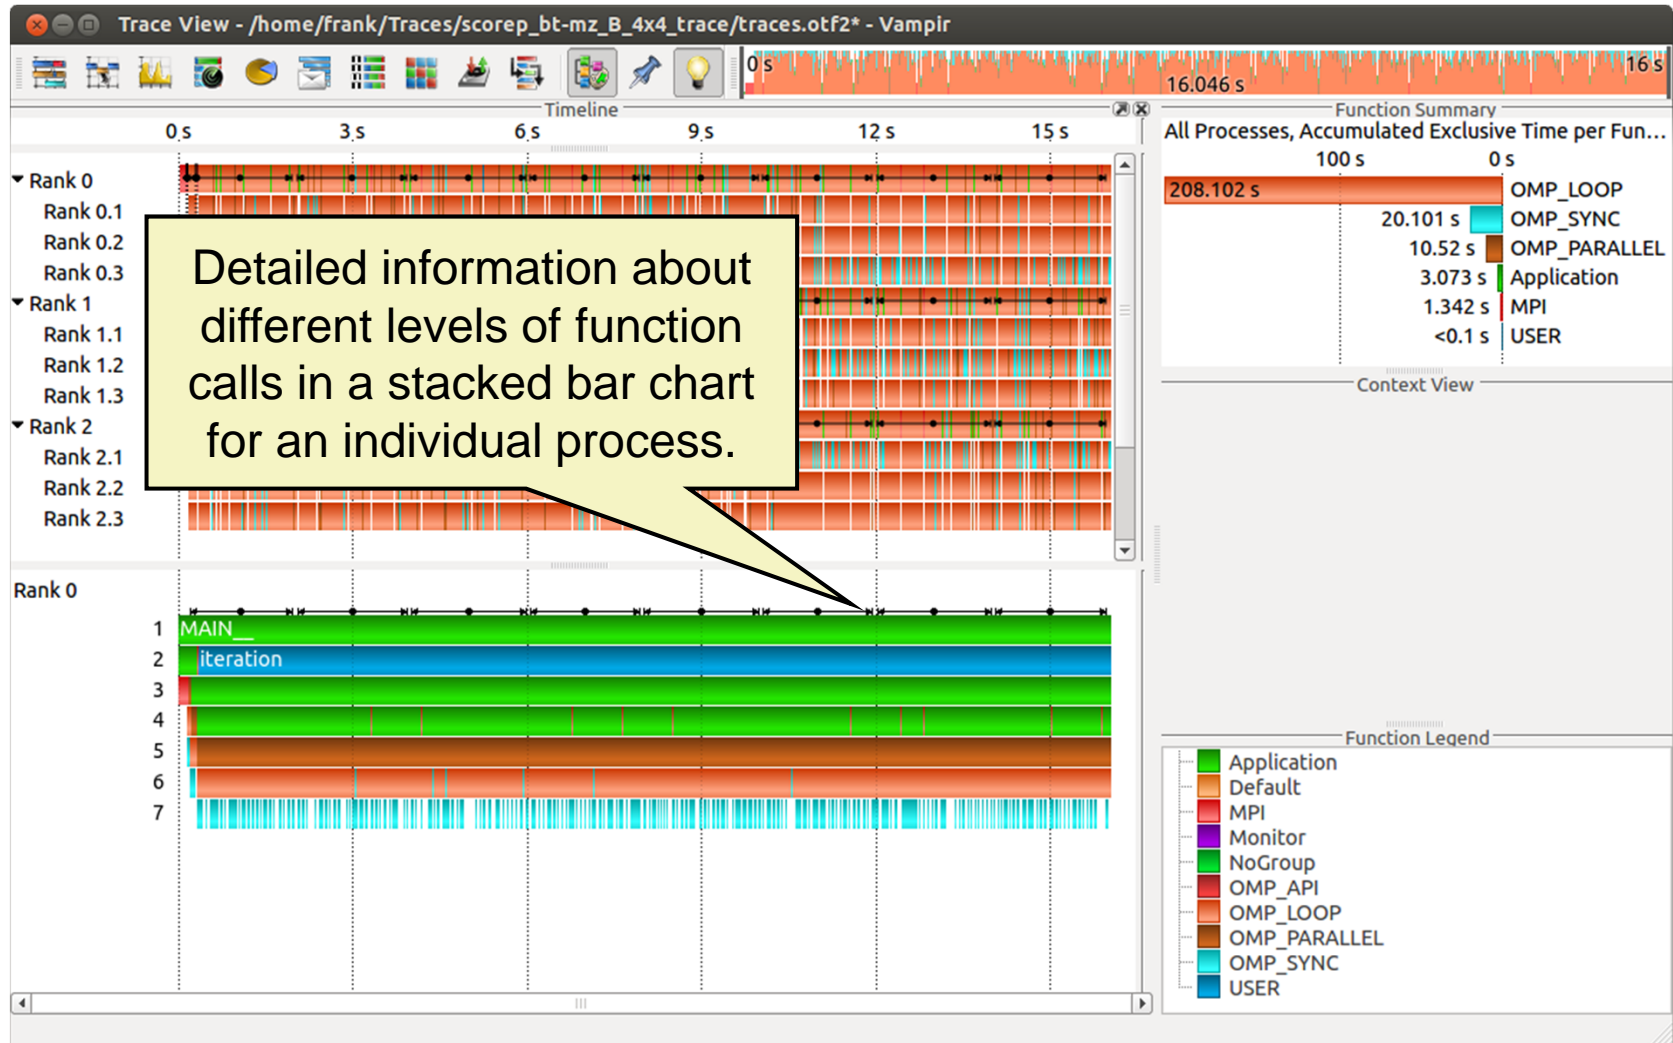 Trace View - /home/frank/Traces/scorep_bt-mz_B_4x4_trace/traces.otf2* - Vampir
0 s
16 s
16.046 s
Timeline
0 s 3 s 6 s 9 s 12 s 15 s
Rank 0
Rank 0.1
Rank 0.2
Rank 0.3
Rank 1
Rank 1.1
Rank 1.2
Rank 1.3
Rank 2
Rank 2.1
Rank 2.2
Rank 2.3
Detailed information about
different levels of function
calls in a stacked bar chart
for an individual process.
Rank 0
1 MAIN__
2 iteration
3
4
5
6
7
Function Summary
All Processes, Accumulated Exclusive Time per Fun...
100 s 0 s
208.102 s OMP_LOOP
20.101 s OMP_SYNC
10.52 s OMP_PARALLEL
3.073 s Application
1.342 s MPI
<0.1 s USER
Context View
Function Legend
Application
Default
MPI
Monitor
NoGroup
OMP_API
OMP_LOOP
OMP_PARALLEL
OMP_SYNC
USER